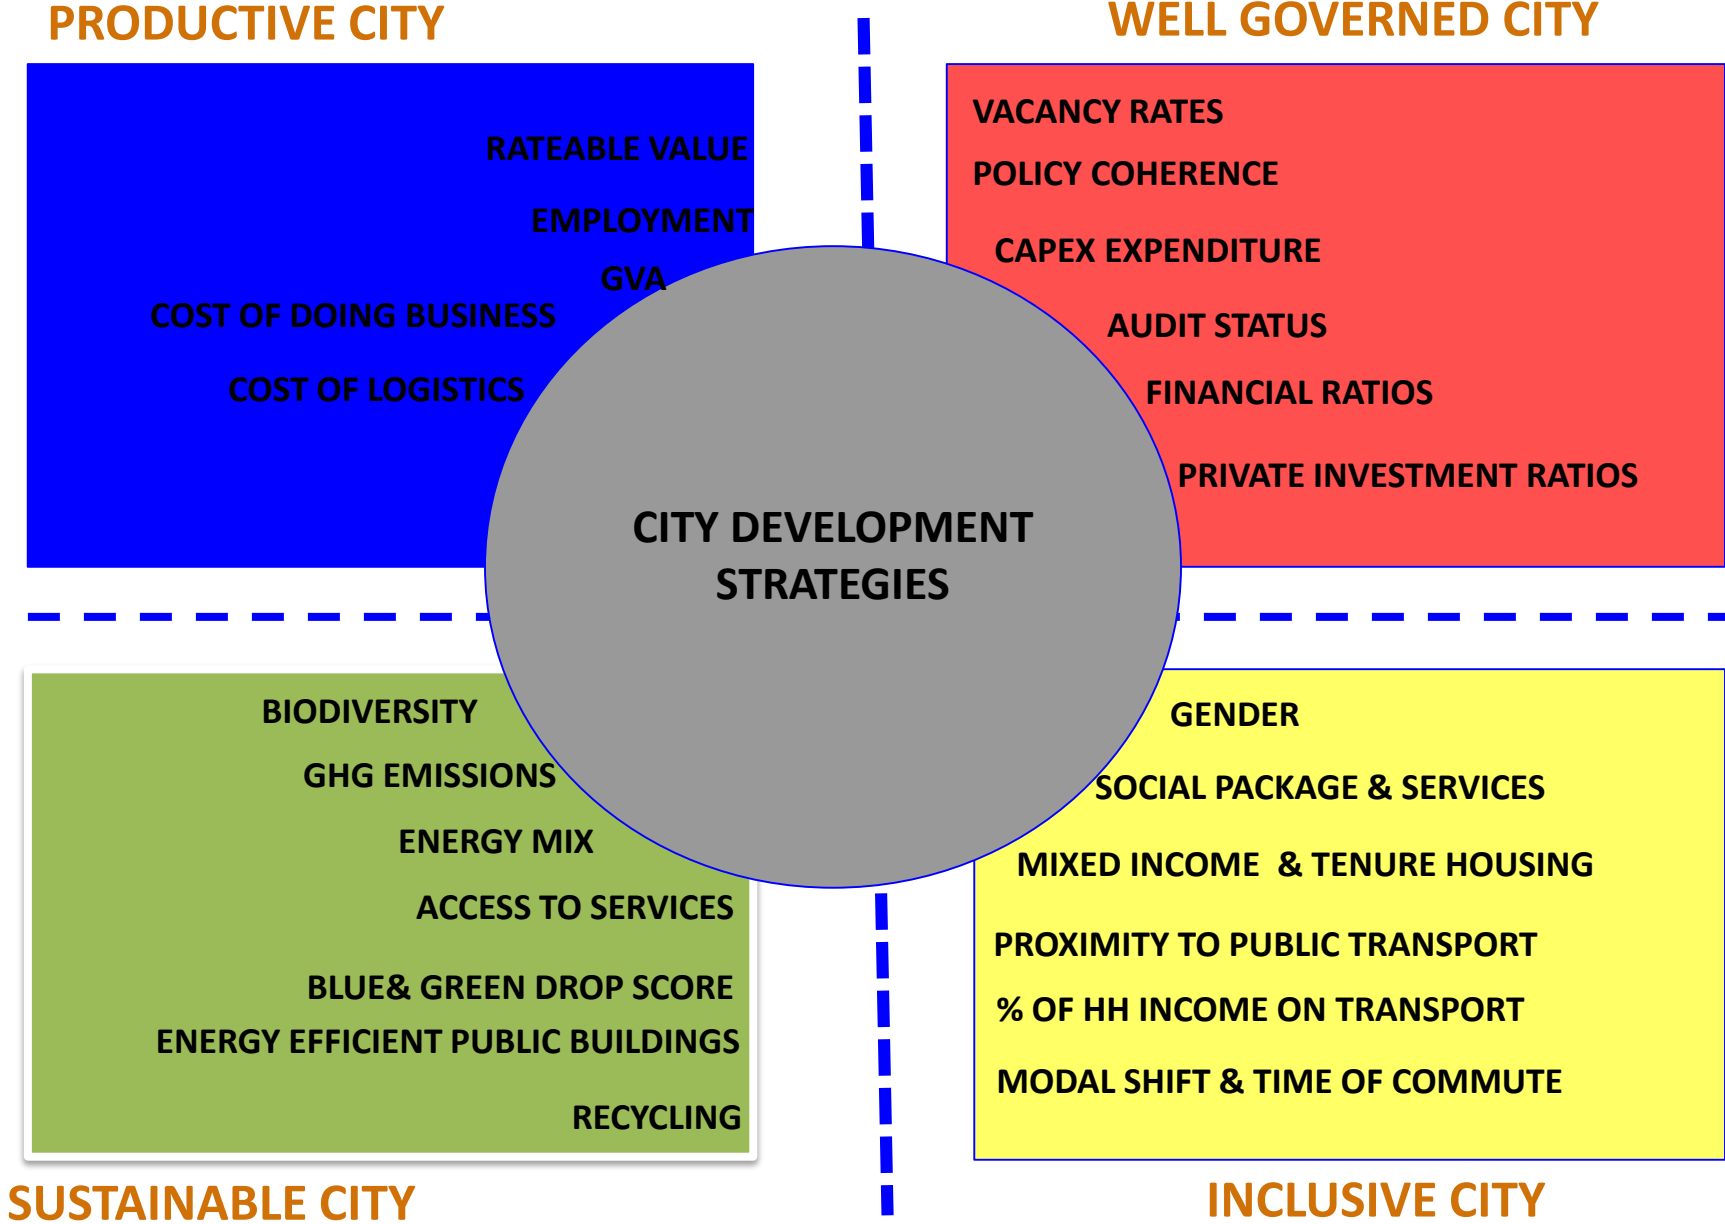 PRODUCTIVE CITY
WELL GOVERNED CITY
RATEABLE VALUE
EMPLOYMENT
GVA
COST OF DOING BUSINESS
COST OF LOGISTICS
VACANCY RATES
POLICY COHERENCE
CAPEX EXPENDITURE
AUDIT STATUS
FINANCIAL RATIOS
PRIVATE INVESTMENT RATIOS
CITY DEVELOPMENT
STRATEGIES
BIODIVERSITY
GHG EMISSIONS
ENERGY MIX
ACCESS TO SERVICES
BLUE& GREEN DROP SCORE
ENERGY EFFICIENT PUBLIC BUILDINGS
RECYCLING
GENDER
SOCIAL PACKAGE & SERVICES
MIXED INCOME  & TENURE HOUSING
PROXIMITY TO PUBLIC TRANSPORT
% OF HH INCOME ON TRANSPORT
MODAL SHIFT & TIME OF COMMUTE
SUSTAINABLE CITY
INCLUSIVE CITY